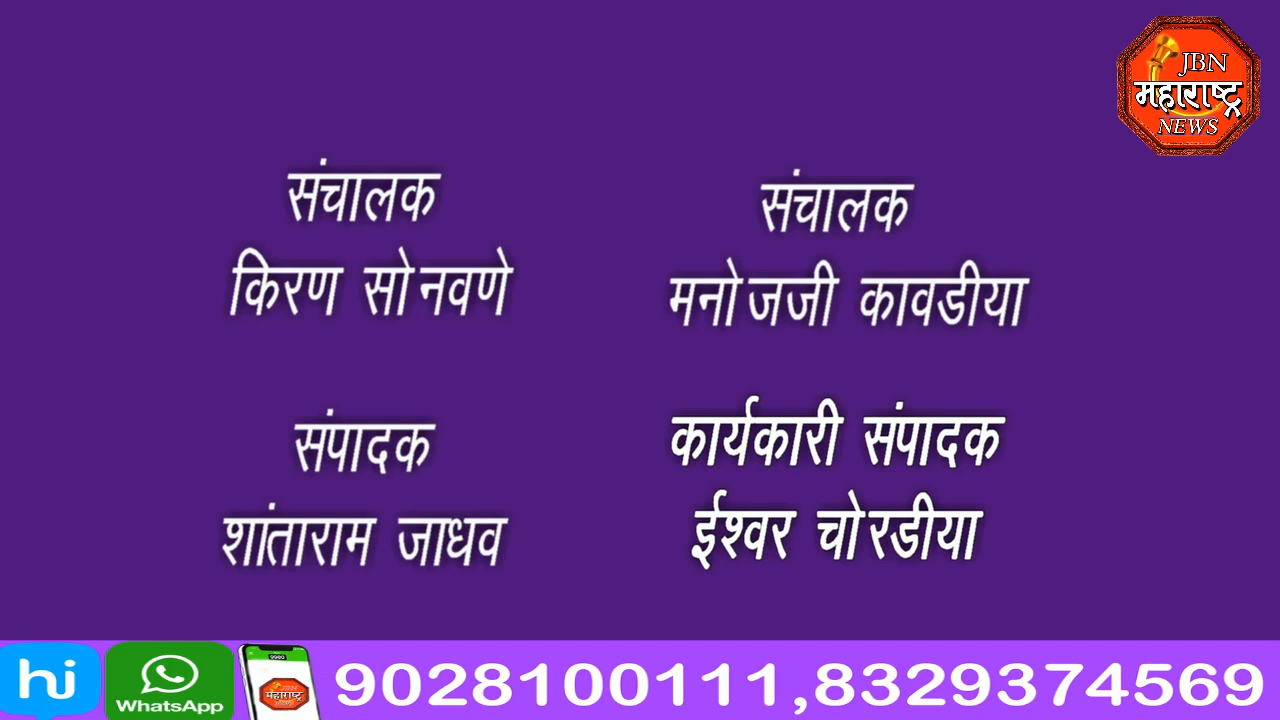 JBN
महाराष्ट्र
NEWS
संचालक
किरण सोनवणे
संचालक
मनोजजी कावडीया
संपादक
शांताराम जाधव
कार्यकारी संपादक
ईश्वर चोरडीया
hi
WhatsApp
महाराष्ट्र
9028100111,8329374569